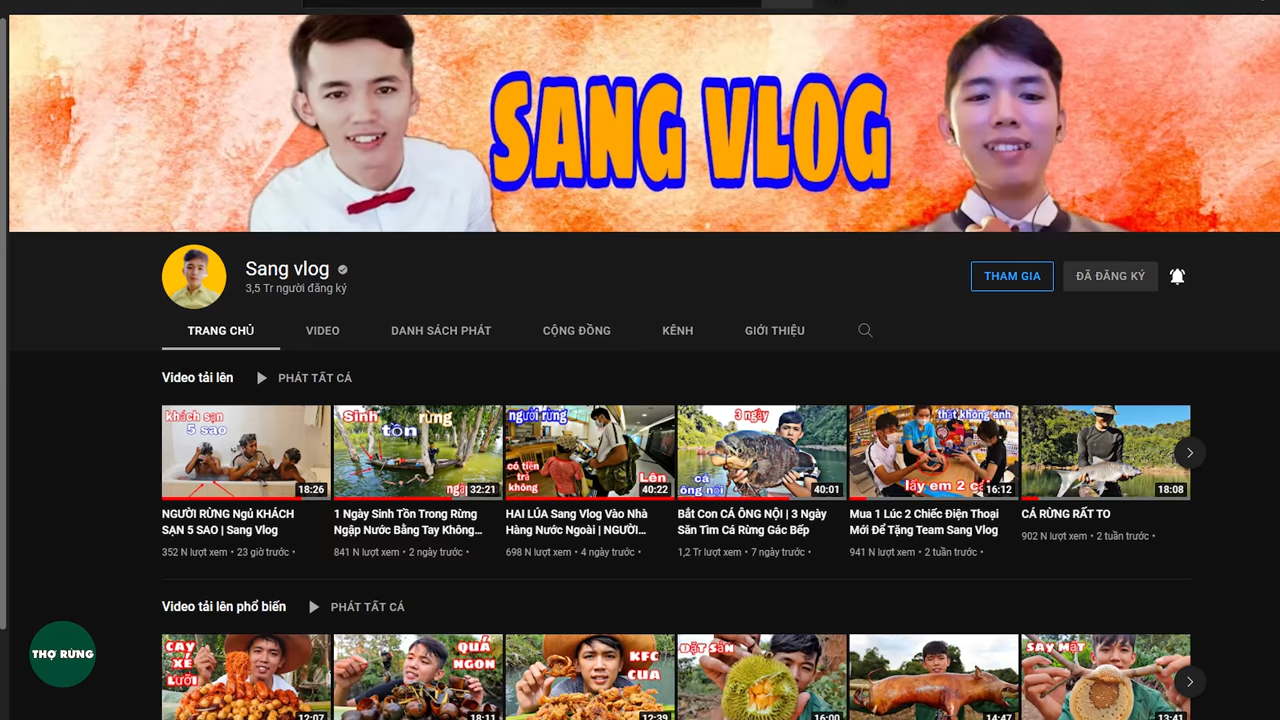 SANG VLOG
Sang vlog
3,5 Tr người đăng ký
THAM GIA
ĐÃ ĐĂNG KÝ
TRANG CHỦ
VIDEO
DANH SÁCH PHÁT
CỘNG ĐỒNG
KÊNH
GIỚI THIỆU
Video tải lên
PHÁT TẤT CẢ
khách sạn
5 sao
18:26
NGƯỜI RỪNG Ngủ KHÁCH
SẠN 5 SAO | Sang Vlog
352 N lượt xem • 23 giờ trước •
Sinh rừng
tồn
ngậ
32:21
1 Ngày Sinh Tồn Trong Rừng
Ngập Nước Bằng Tay Không...
841 N lượt xem • 2 ngày trước •
người rừng
có tiền
trả
không
Lên
40:22
HAI LÚA Sang Vlog Vào Nhà
Hàng Nước Ngoài | NGƯỜI...
698 N lượt xem • 4 ngày trước •
3 ngày
cá
ông nội
40:01
Bắt Con CÁ ÔNG NỘI | 3 Ngày
Săn Tìm Cá Rừng Gác Bếp
1,2 Tr lượt xem • 7 ngày trước •
thật không anh
lấy em 2 cá
16:12
Mua 1 Lúc 2 Chiếc Điện Thoại
Mới Để Tặng Team Sang Vlog
941 N lượt xem • 2 tuần trước •
18:08
CÁ RỪNG RẤT TO
902 N lượt xem • 2 tuần trước •
Video tải lên phổ biến
PHÁT TẤT CẢ
CAY
XÉ
LƯỠI
12:07
QUÁ
NGON
18:11
KFC
CUA
12:39
ĐẶT SẢN
16:00
14:47
SAY MẬT
13:41
THỢ RỪNG